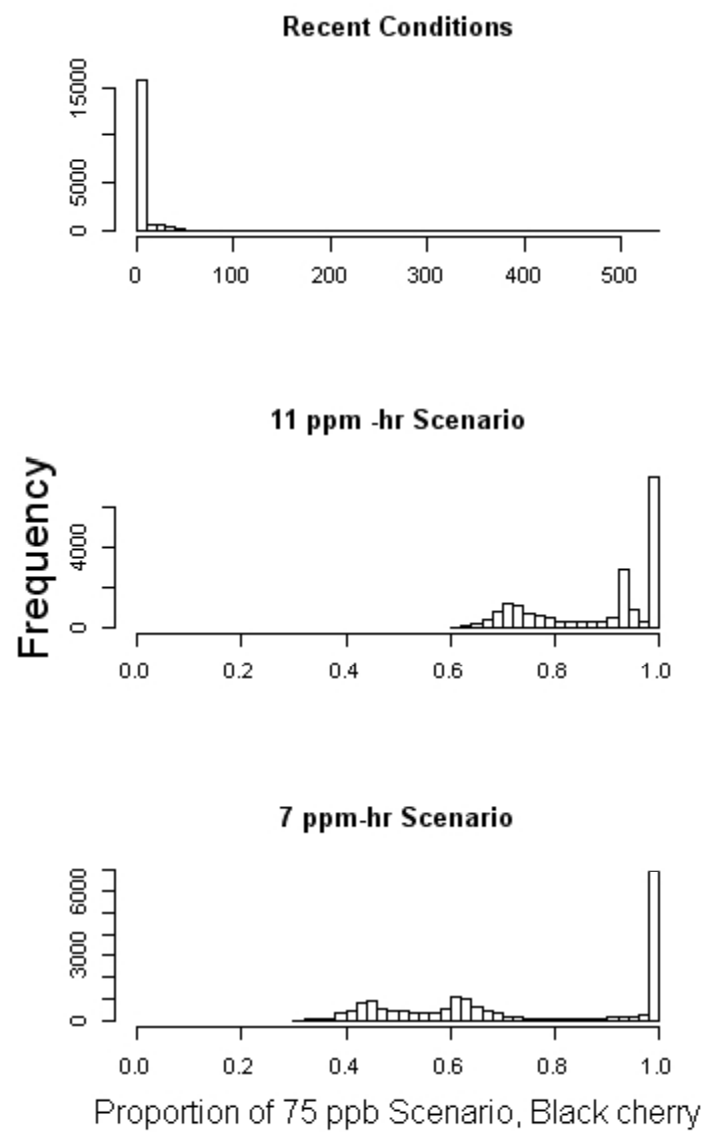 Recent Conditions
15000
5000
0
0 100 200 300 400 500
11 ppm -hr Scenario
Frequency
4000
0
0.0 0.2 0.4 0.6 0.8 1.0
7 ppm-hr Scenario
6000
3000
0
0.0 0.2 0.4 0.6 0.8 1.0
Proportion of 75 ppb Scenario, Black cherry